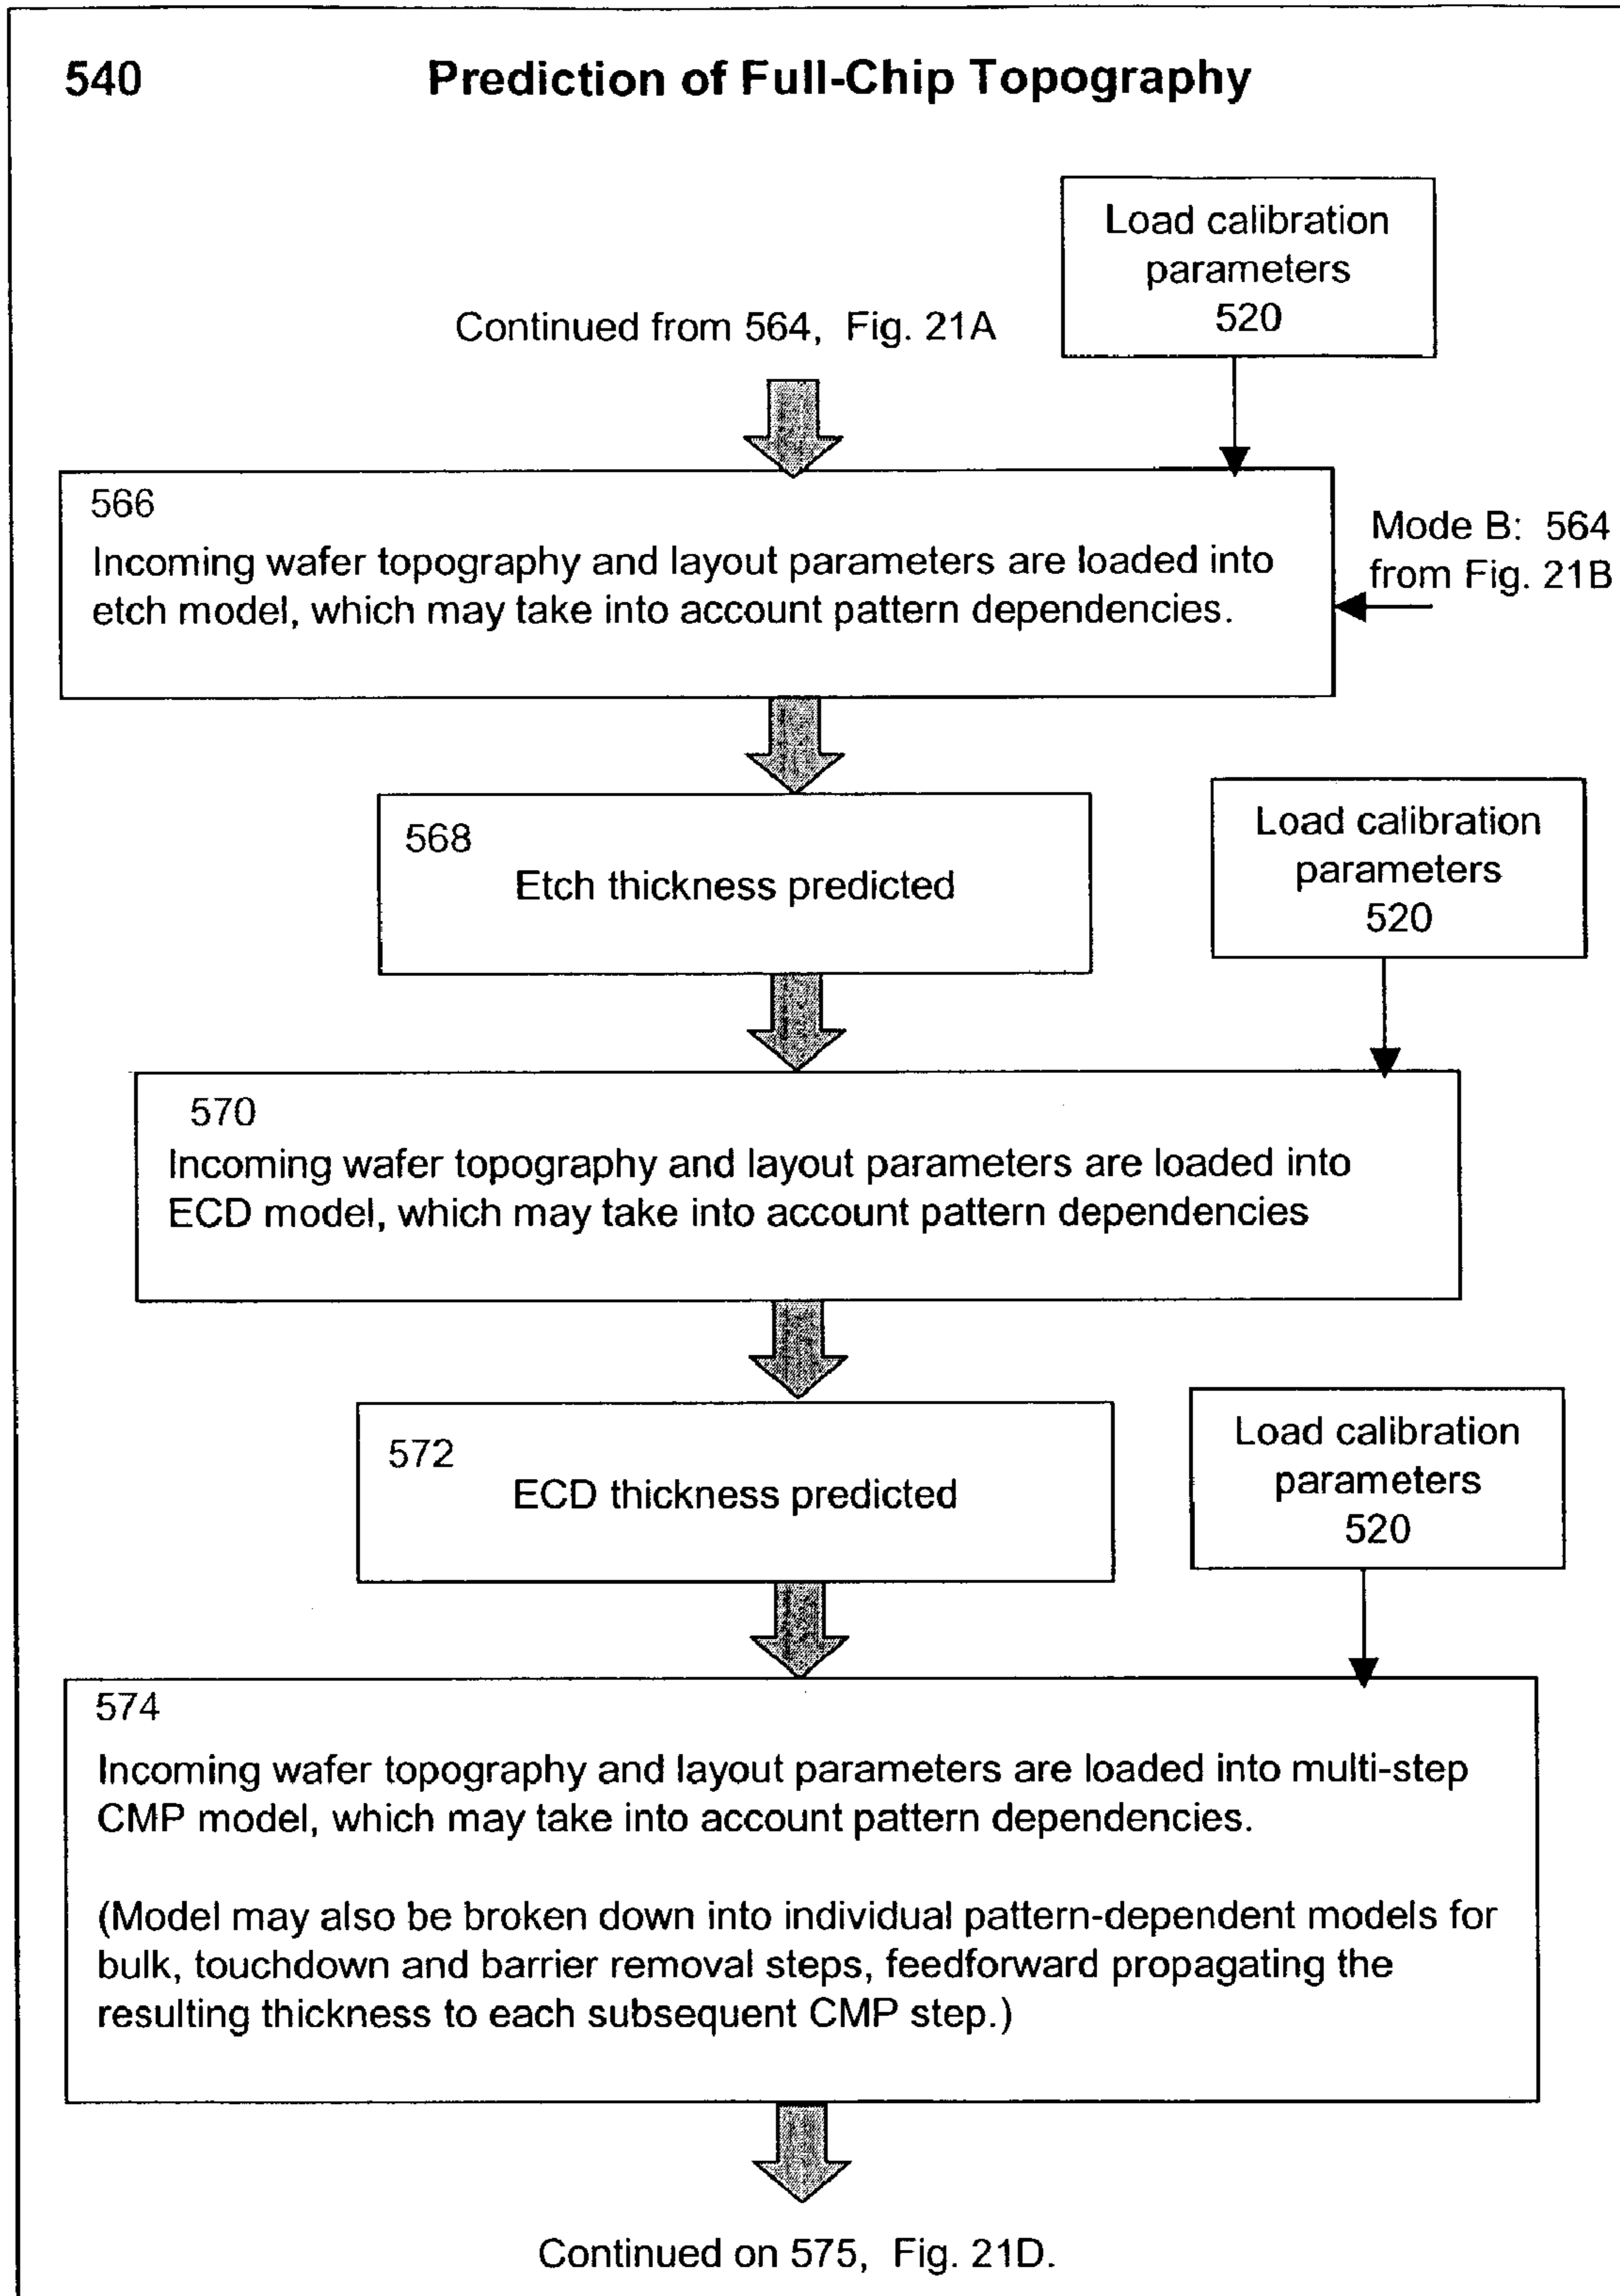 540
Prediction of Full-Chip Topography
Load calibration
parameters
520
Continued from 564, Fig. 21A
566
Incoming wafer topography and layout parameters are loaded into
etch model, which may take into account pattern dependencies.
Mode B: 564
from Fig. 21B
568
Etch thickness predicted
Load calibration
parameters
520
570
Incoming wafer topography and layout parameters are loaded into
ECD model, which may take into account pattern dependencies
572
ECD thickness predicted
Load calibration
parameters
520
574
Incoming wafer topography and layout parameters are loaded into multi-step
CMP model, which may take into account pattern dependencies.
(Model may also be broken down into individual pattern-dependent models for
bulk, touchdown and barrier removal steps, feedforward propagating the
resulting thickness to each subsequent CMP step.)
Continued on 575, Fig. 21D.